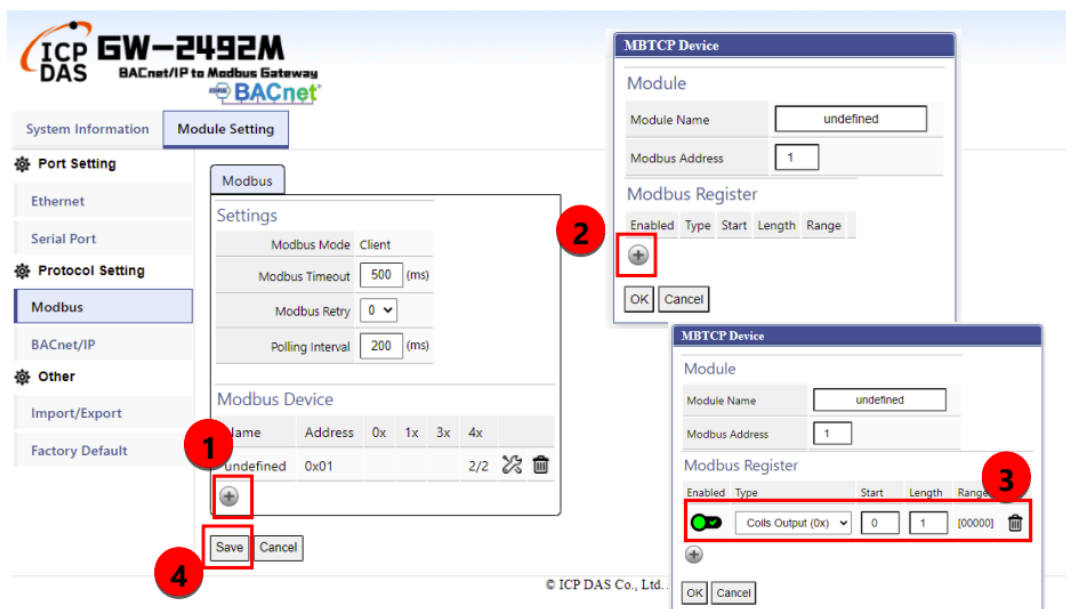 ICP DAS
GW-2492M
BACnet/IP to Modbus Gateway
BACnet
System Information
Module Setting
Port Setting
Ethernet
Serial Port
Protocol Setting
Modbus
BACnet/IP
Other
Import/Export
Factory Default
Modbus
Settings
Modbus Mode Client
Modbus Timeout 500 (ms)
Modbus Retry 0
Polling Interval 200 (ms)
Modbus Device
Name Address 0x 1x 3x 4x
1
undefined 0x01 2/2
Save Cancel
4
MBTCP Device
Module
Module Name undefined
Modbus Address 1
Modbus Register
2
Enabled Type Start Length Range
OK Cancel
MBTCP Device
Module
Module Name undefined
Modbus Address 1
Modbus Register
3
Enabled Type Start Length Range
Coils Output (0x) 0 1 [00000]
OK Cancel
© ICP DAS Co., Ltd.